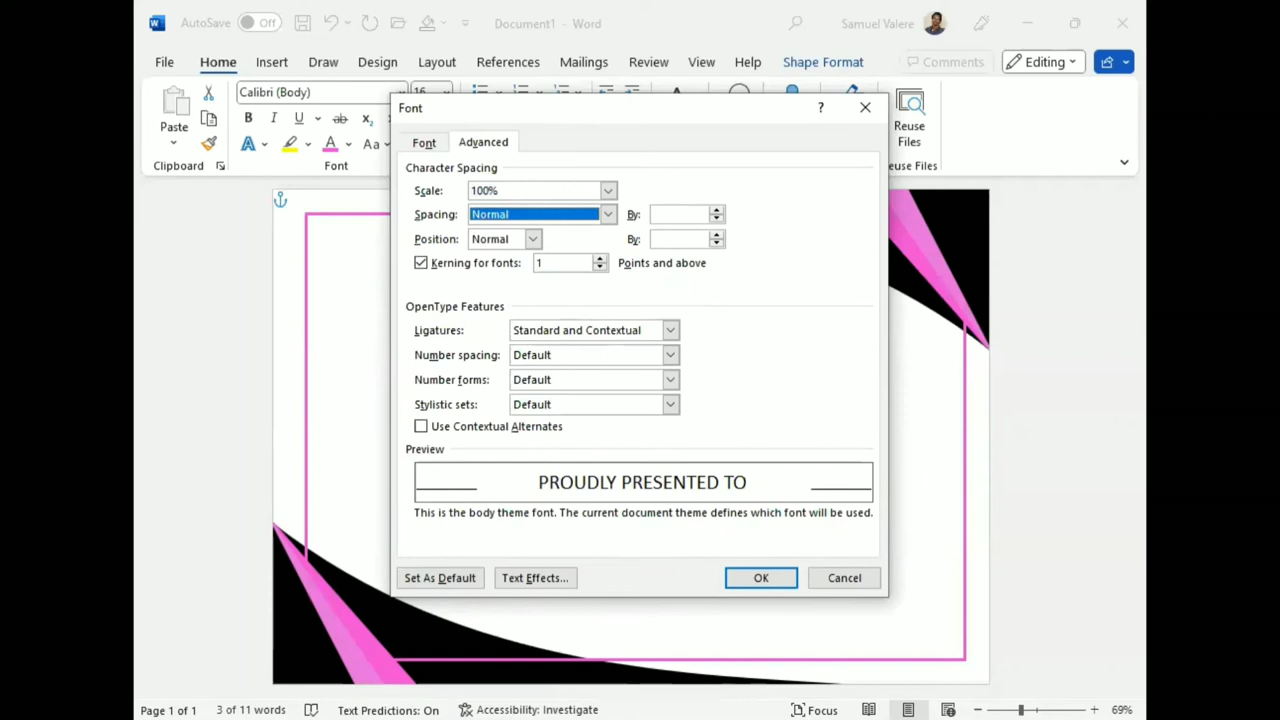 AutoSave Off Document1 - Word Samuel Valere
File Home Insert Draw Design Layout References Mailings Review View Help Shape Format Comments Editing
Paste
Calibri (Body) 16
B I U ab x₂
A A Aa
Clipboard Font
Reuse
Files
euse Files
Font ?
Font Advanced
Character Spacing
Scale: 100%
Spacing: Normal By:
Position: Normal By:
Kerning for fonts: 1 Points and above
OpenType Features
Ligatures: Standard and Contextual
Number spacing: Default
Number forms: Default
Stylistic sets: Default
Use Contextual Alternates
Preview
PROUDLY PRESENTED TO
This is the body theme font. The current document theme defines which font will be used.
Set As Default Text Effects... OK Cancel
Page 1 of 1 3 of 11 words Text Predictions: On Accessibility: Investigate Focus 69%